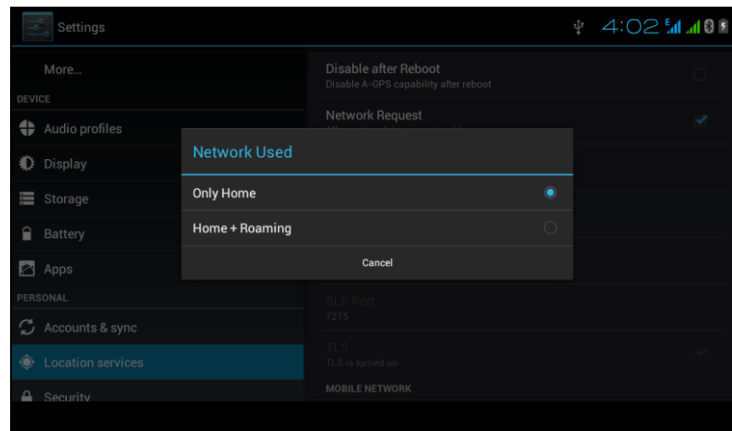 Settings
4:02
E
More...
DEVICE
Audio profiles
Display
Storage
Battery
Apps
PERSONAL
Accounts & sync
Location services
Security
Disable after Reboot
Disable A-GPS capability after reboot
Network Request
Network Used
Only Home
Home + Roaming
Cancel
SLP Port
7275
TLS
TLS is turned on
MOBILE NETWORK